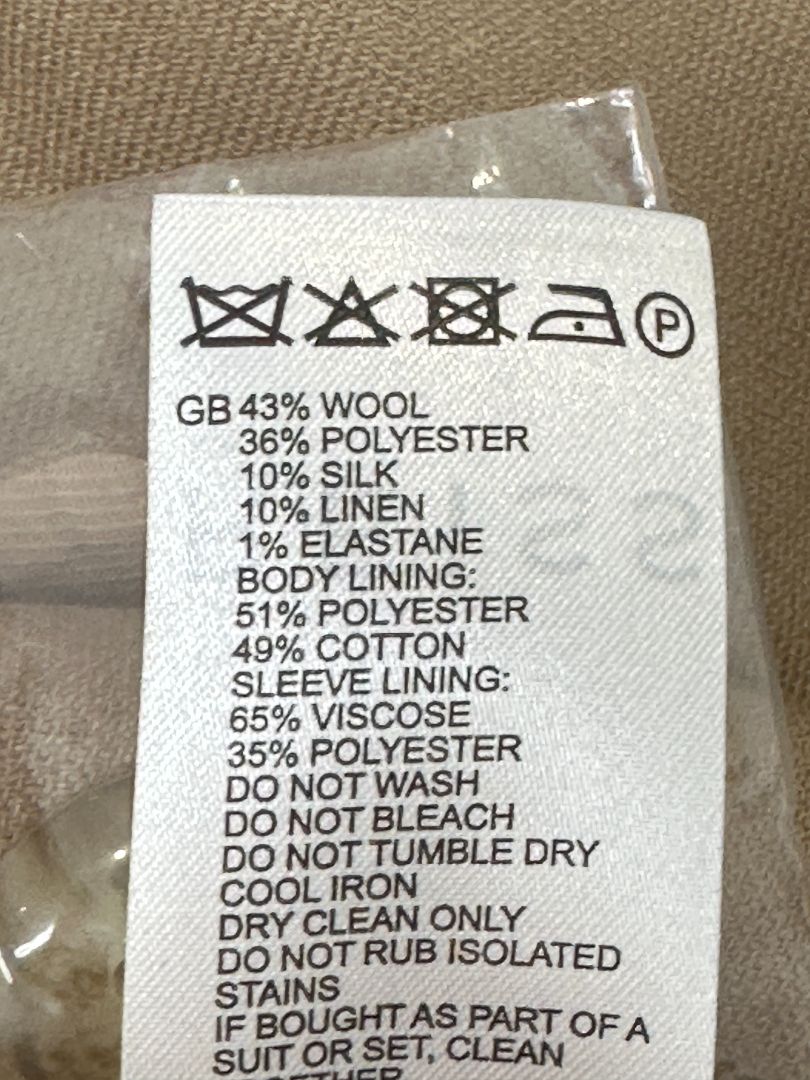 P
GB 43% WOOL
36% POLYESTER
10% SILK
10% LINEN
1% ELASTANE
BODY LINING:
51% POLYESTER
49% COTTON
SLEEVE LINING:
65% VISCOSE
35% POLYESTER
DO NOT WASH
DO NOT BLEACH
DO NOT TUMBLE DRY
COOL IRON
DRY CLEAN ONLY
DO NOT RUB ISOLATED
STAINS
IF BOUGHT AS PART OF A
SUIT OR SET, CLEAN